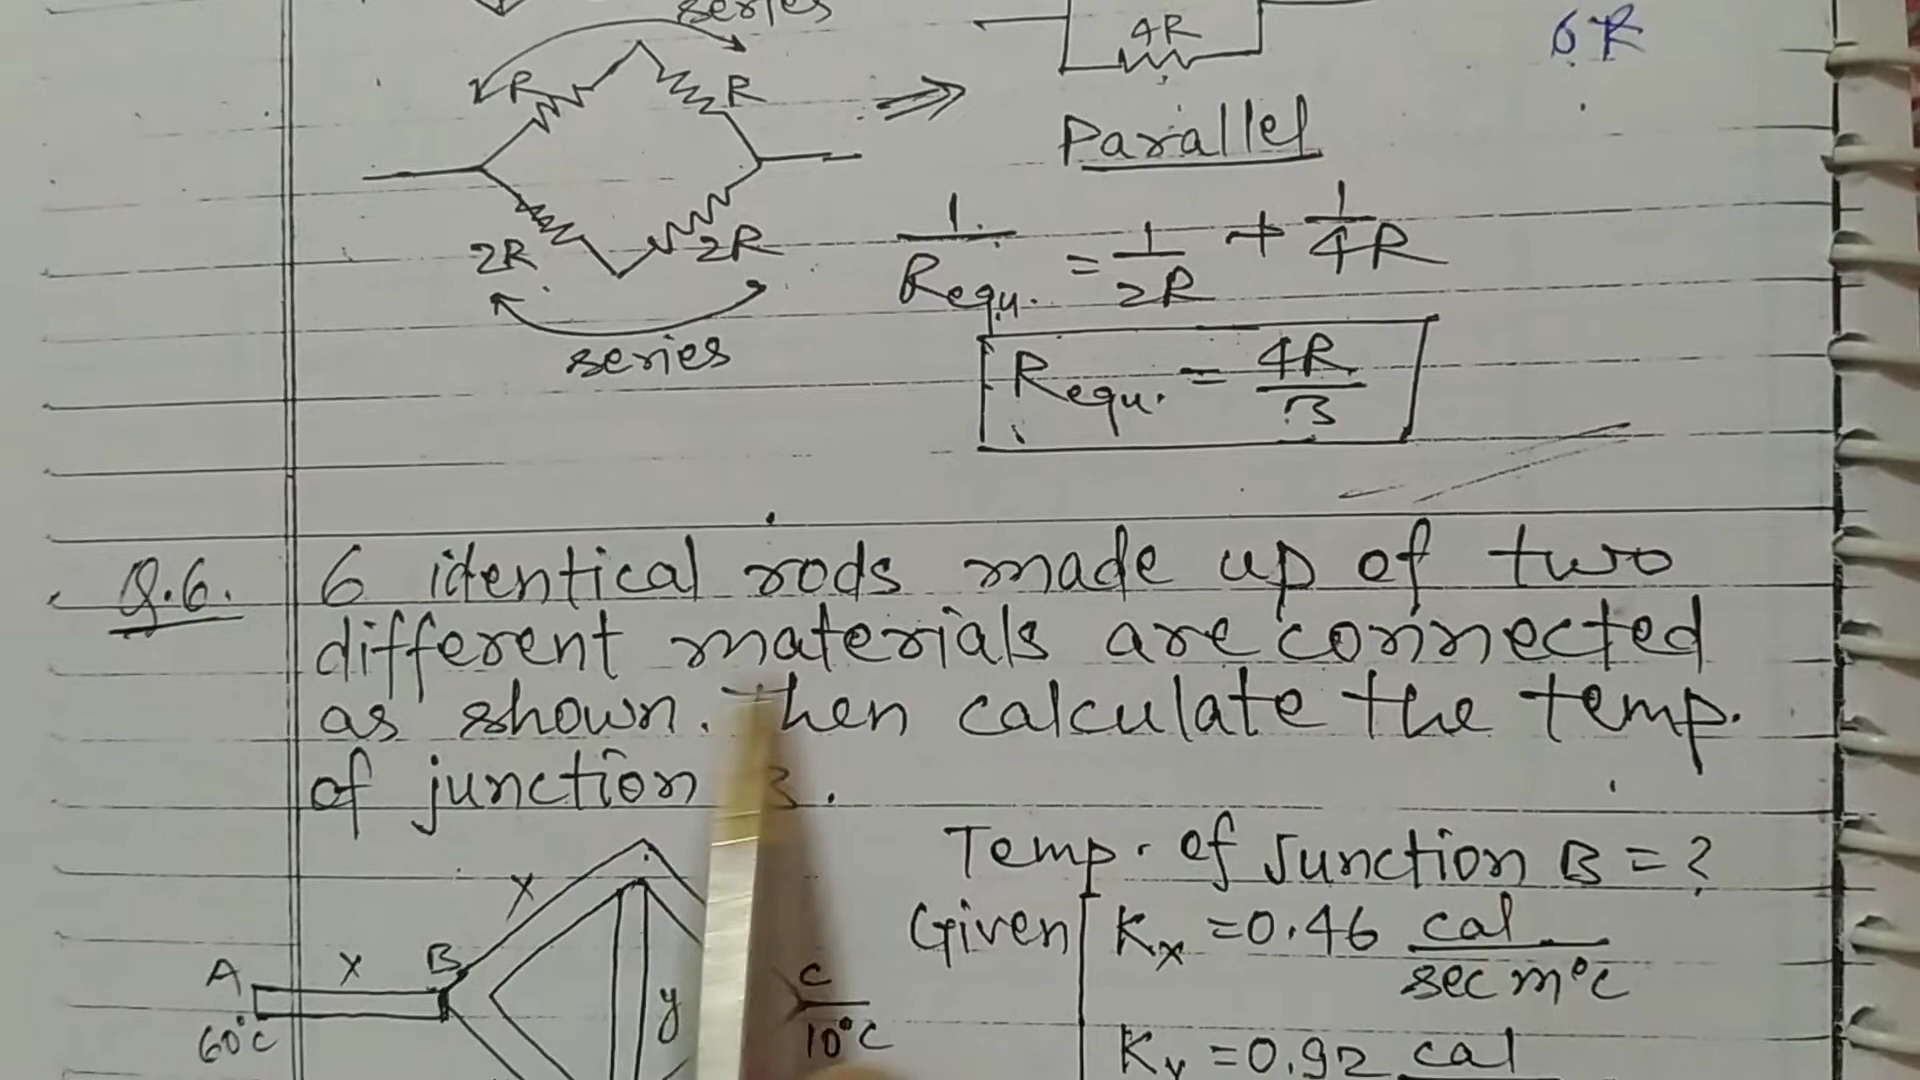 series
4R
6R
R
R
Parallel
2R
2R
1/Requ. = 1/2R + 1/4R
series
Requ. = 4R/3
Q.6. 6 identical rods made up of two
different materials are connected
as shown. Then calculate the temp.
of junction B.
Temp. of Junction B = ?
x
Given Kx = 0.46 cal/sec m°c
A x B
y
C
60°C
10°C
Ky = 0.92 cal